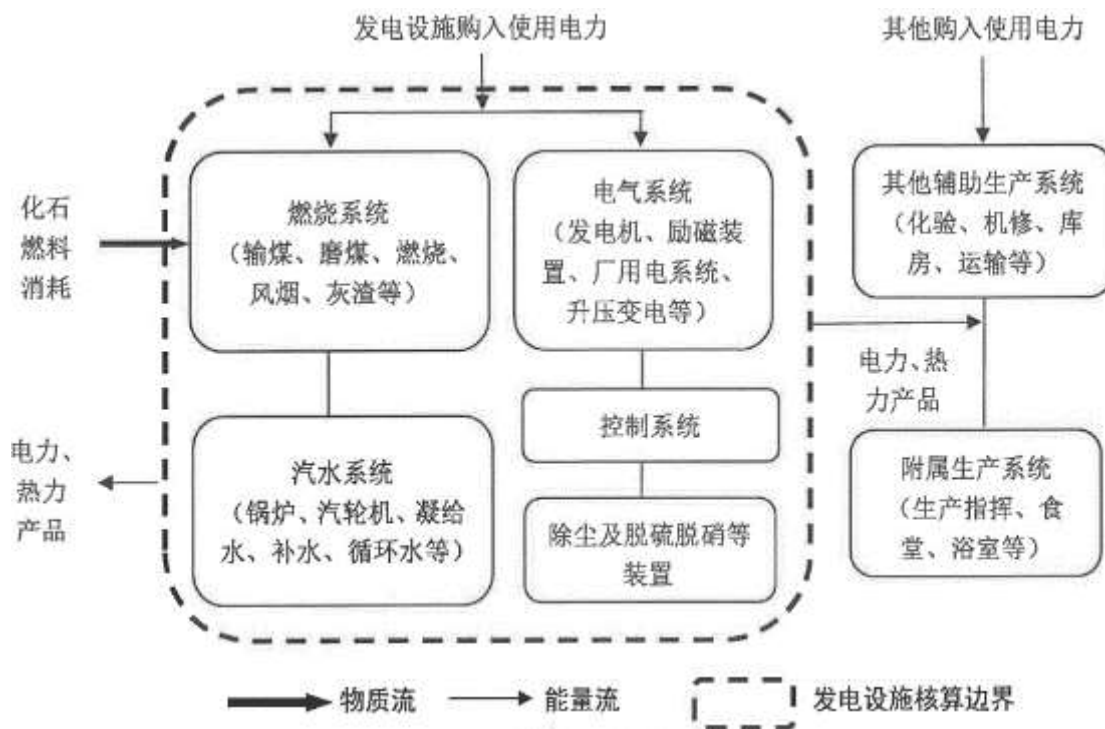 发电设施购入使用电力
其他购入使用电力
化石
燃料
消耗
燃烧系统
(输煤、磨煤、燃烧、
风烟、灰渣等)
电气系统
(发电机、励磁装
置、厂用电系统、
升压变电等)
其他辅助生产系统
(化验、机修、库
房、运输等)
电力、热
力产品
控制系统
电力、
热力
产品
汽水系统
(锅炉、汽轮机、凝给
水、补水、循环水等)
除尘及脱硫脱硝等
装置
附属生产系统
(生产指挥、食
堂、浴室等)
物质流
能量流
发电设施核算边界